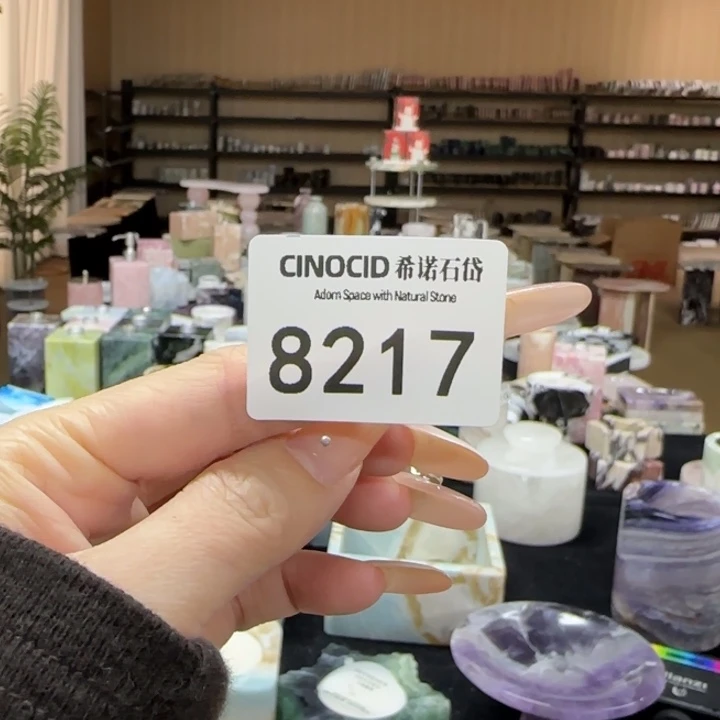 CINOCID 希诺石岱
Adorn Space with Natural Stone
8217